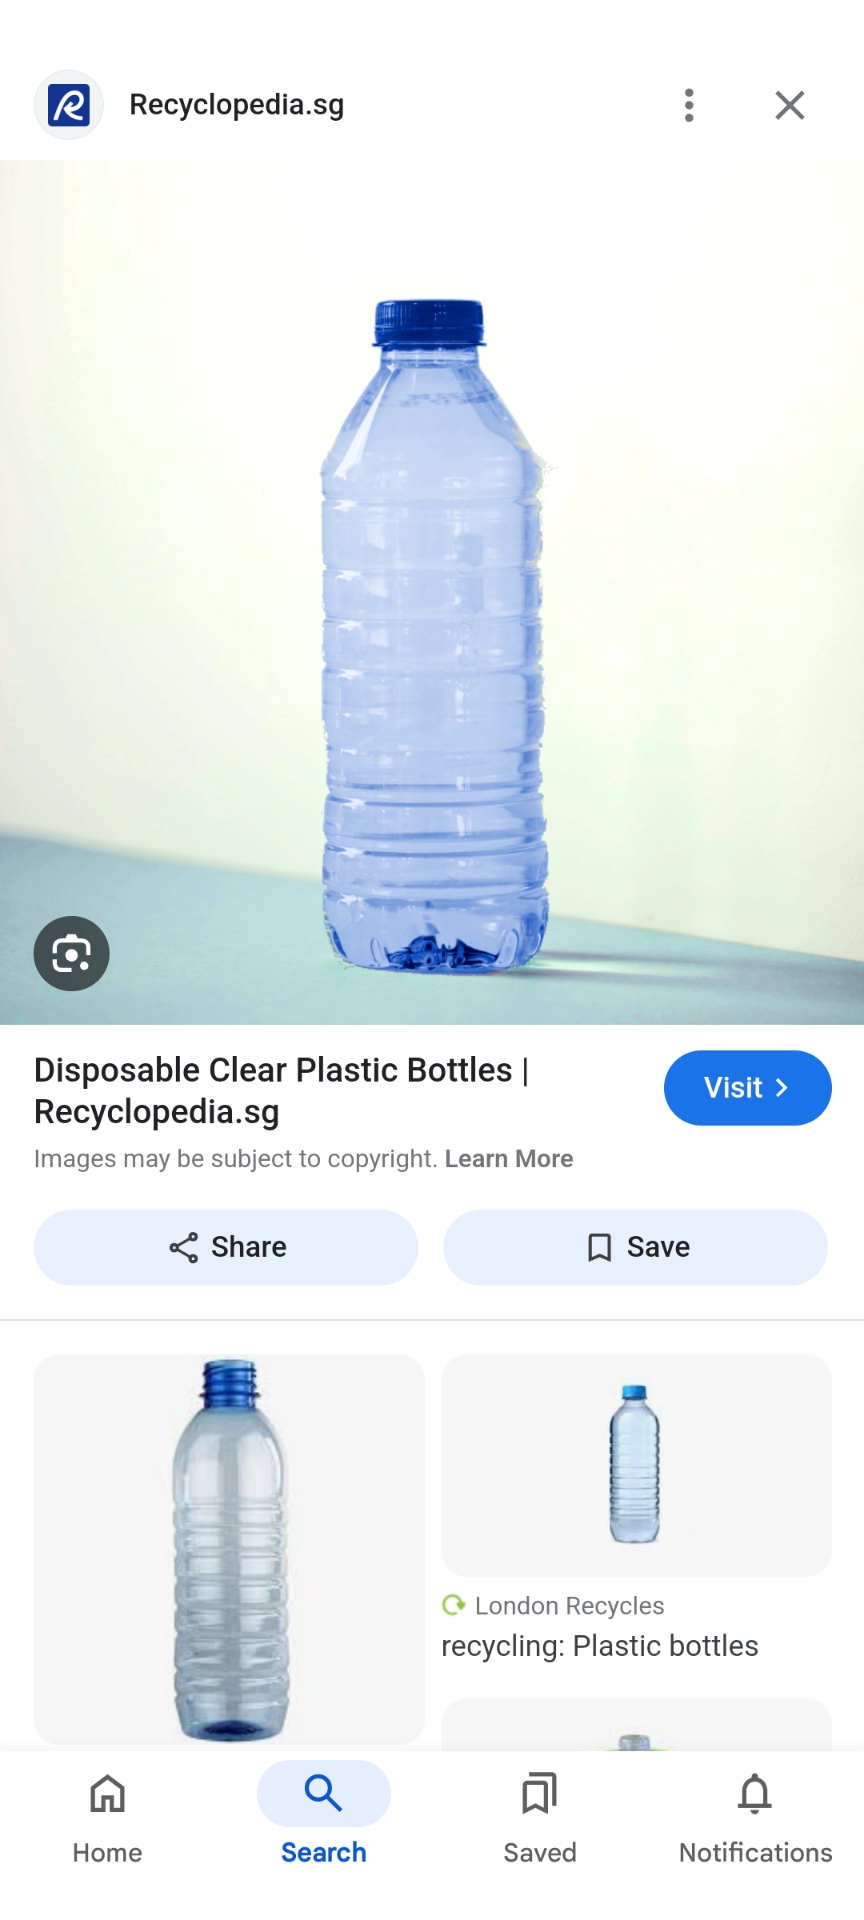 Recyclopedia.sg
Disposable Clear Plastic Bottles |
Recyclopedia.sg
Visit
Images may be subject to copyright. Learn More
Share
Save
London Recycles
recycling: Plastic bottles
Home
Search
Saved
Notifications